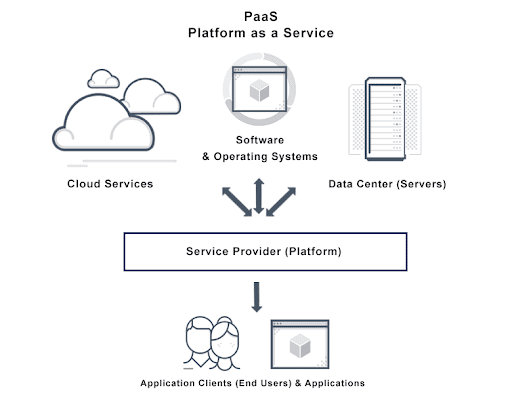 PaaS
Platform as a Service
Software
& Operating Systems
Cloud Services
Data Center (Servers)
Service Provider (Platform)
Application Clients (End Users) & Applications